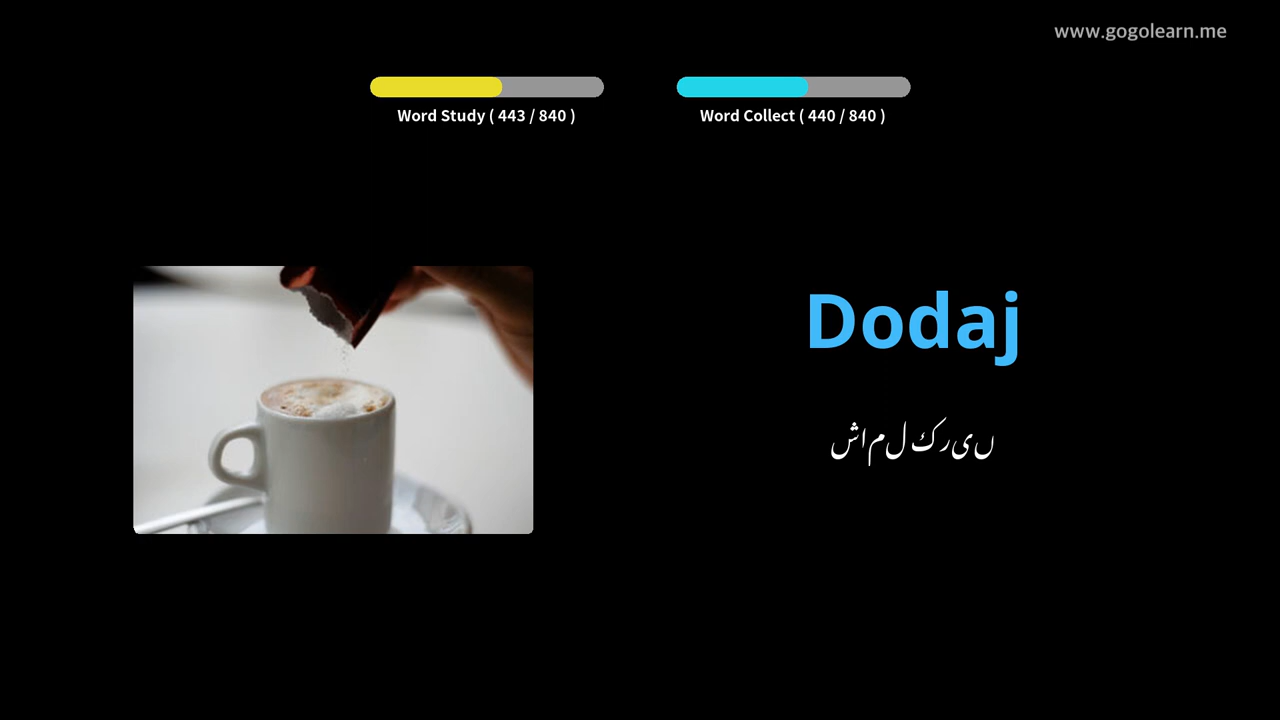 www.gogolearn.me
Word Study ( 443 / 840 )
Word Collect ( 440 / 840 )
Dodaj
شامل کریں